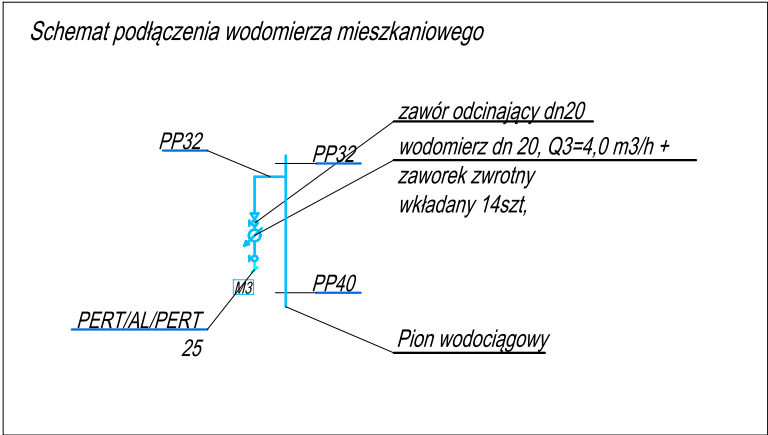 Schemat podłączenia wodomierza mieszkaniowego
zawór odcinający dn20
PP32
wodomierz dn 20, Q3=4,0 m3/h +
PP32
zaworek zwrotny
wkładany 14szt,
M3
PP40
PERT/AL/PERT
25
Pion wodociągowy